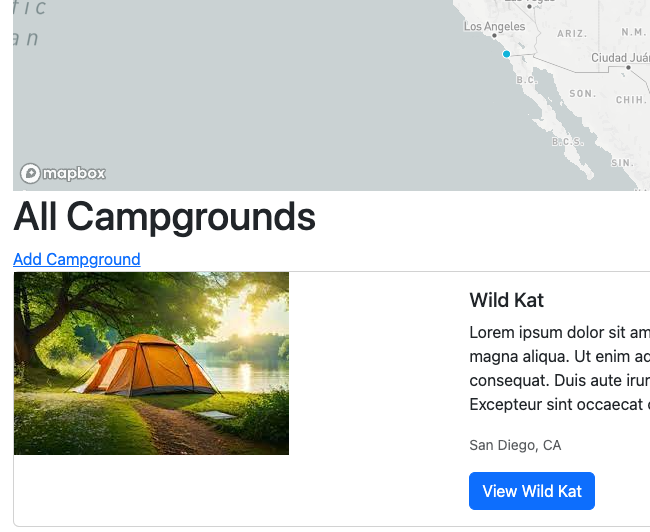 fic
an
Los Angeles
ARIZ.
N.M.
Ciudad Juá
B.C.
SON.
CHIH.
B.C.S.
SIN.
mapbox
All Campgrounds
Add Campground
Wild Kat
Lorem ipsum dolor sit am
magna aliqua. Ut enim ad
consequat. Duis aute irur
Excepteur sint occaecat
San Diego, CA
View Wild Kat